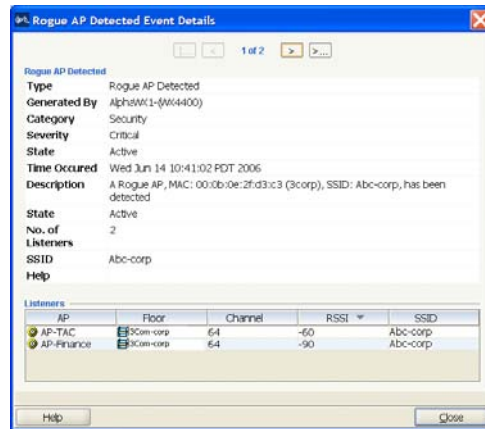 Rogue AP Detected Event Details
1 of 2 > >...
Rogue AP Detected
Type Rogue AP Detected
Generated By AlphaWX1-(WX4400)
Category Security
Severity Critical
State Active
Time Occured Wed Jun 14 10:41:02 PDT 2006
Description A Rogue AP, MAC: 00:0b:0e:2f:d3:c3 (3corp), SSID: Abc-corp, has been
detected
State Active
No. of 2
Listeners
SSID Abc-corp
Help
Listeners
AP Floor Channel RSSI SSID
AP-TAC 3Com-corp 64 -60 Abc-corp
AP-Finance 3Com-corp 64 -90 Abc-corp
Help Close